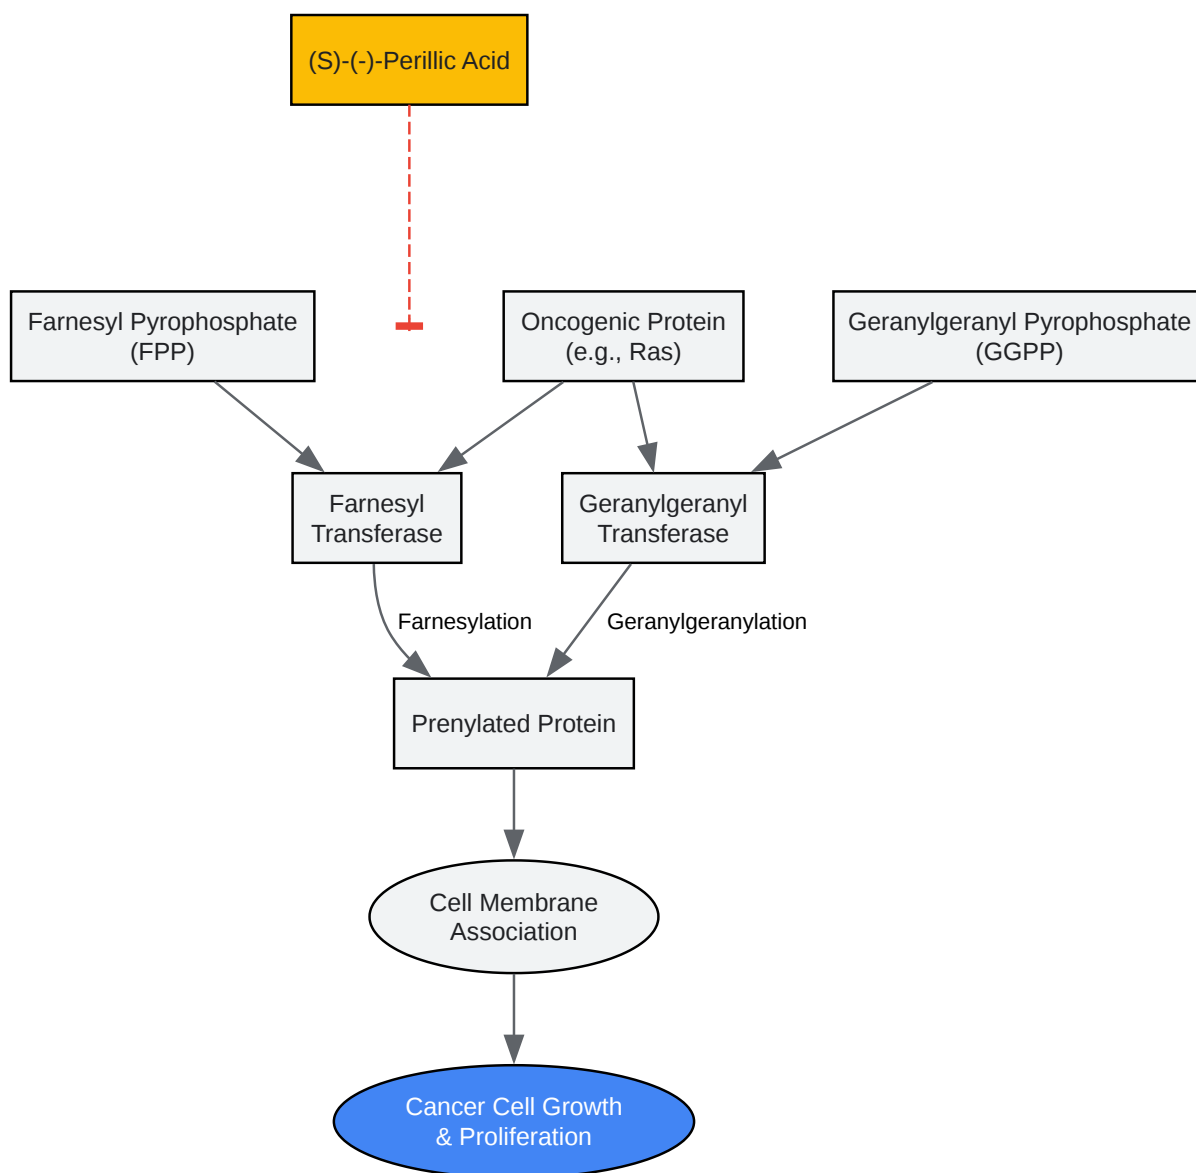 (S)-(-)-Perillic Acid
Farnesyl Pyrophosphate
(FPP)
Oncogenic Protein
(e.g., Ras)
Geranylgeranyl Pyrophosphate
(GGPP)
Farnesyl
Transferase
Geranylgeranyl
Transferase
Farnesylation
Geranylgeranylation
Prenylated Protein
Cell Membrane
Association
Cancer Cell Growth
& Proliferation